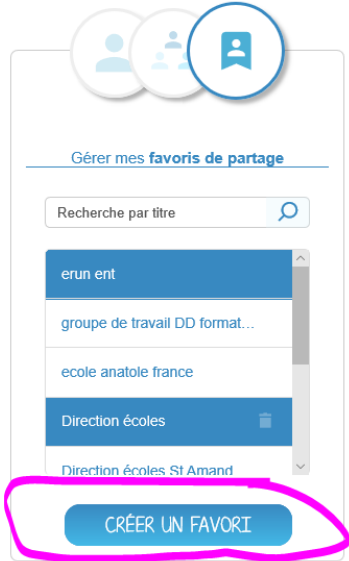 Gérer mes favoris de partage
Recherche par titre
erun ent
groupe de travail DD format...
ecole anatole france
Direction écoles
Direction écoles St Amand
CRÉER UN FAVORI